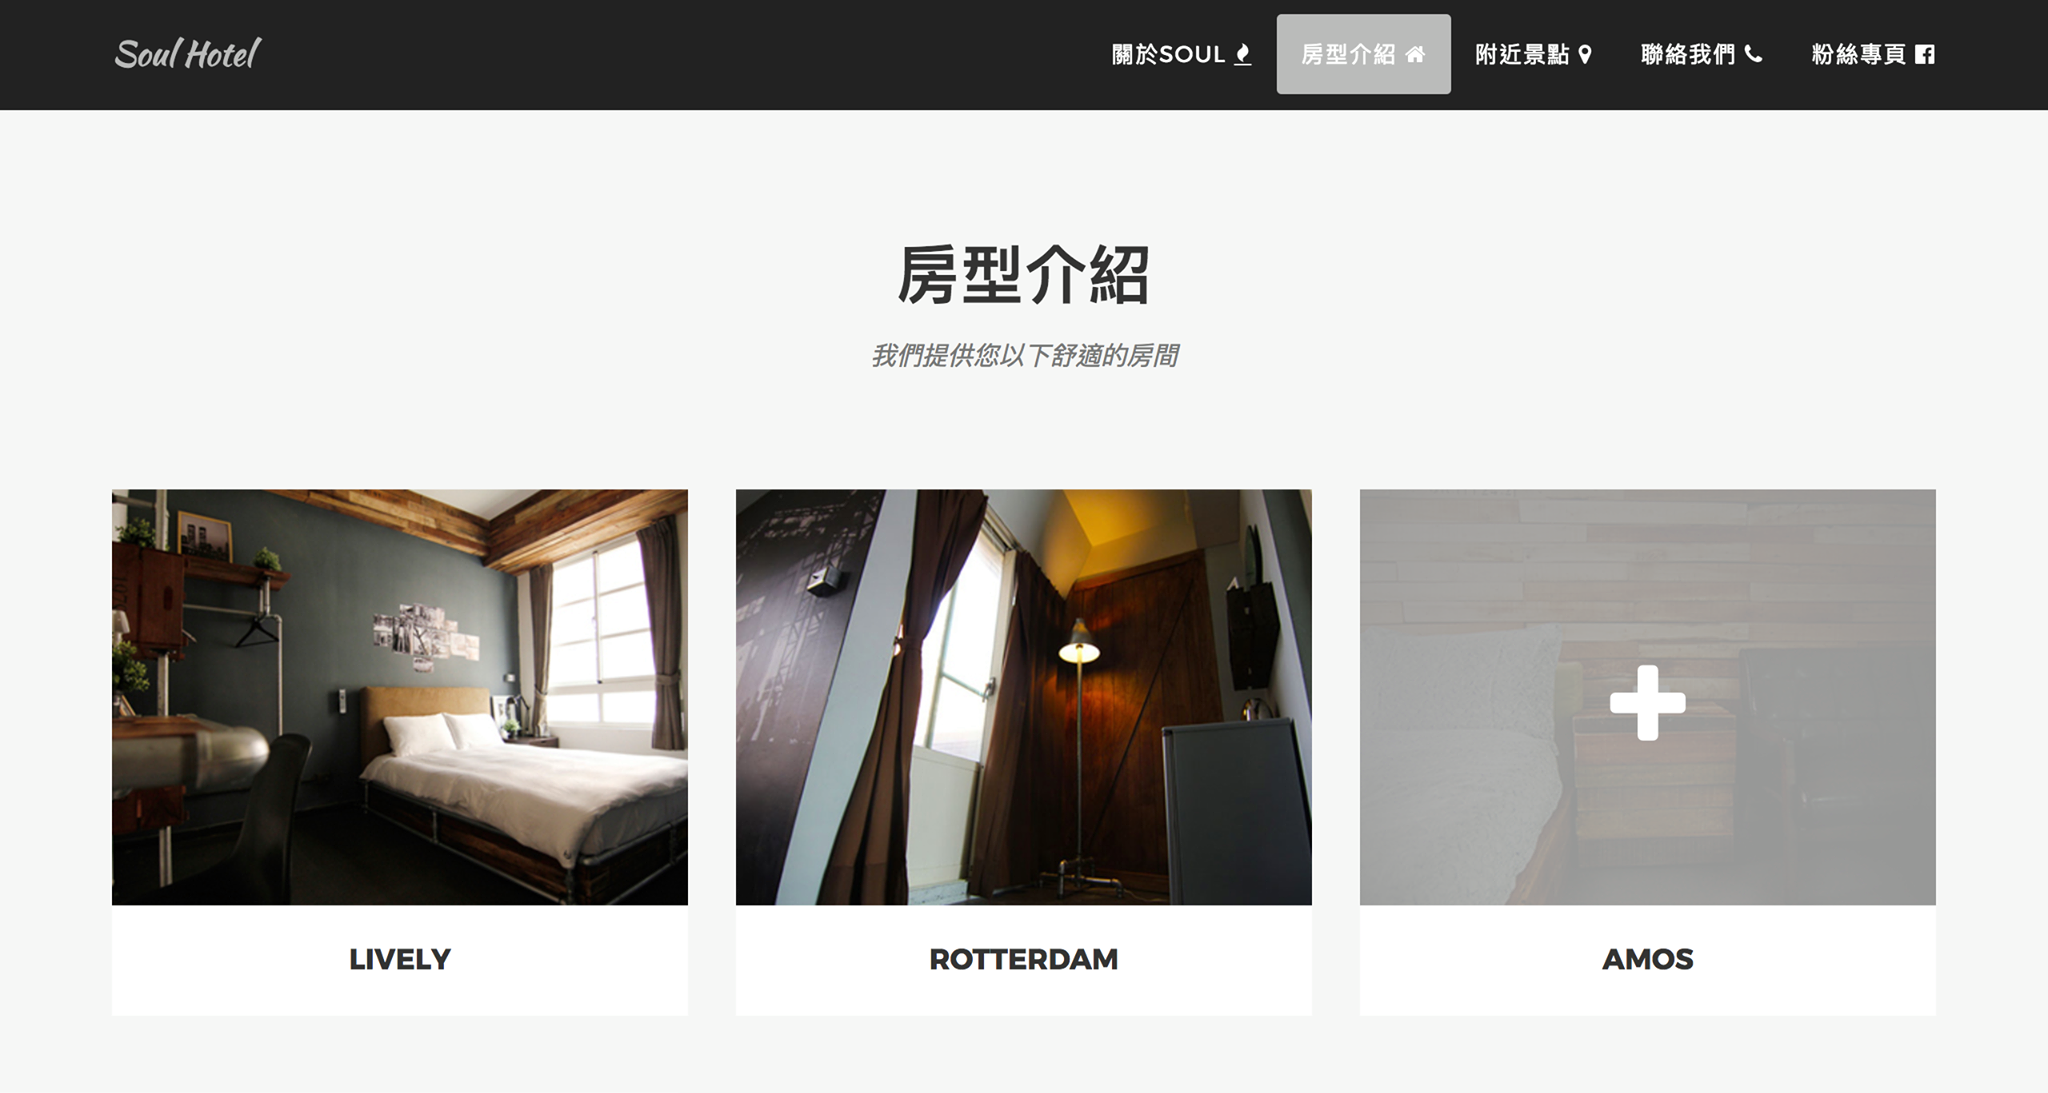 Soul Hotel
關於SOUL
房型介紹
附近景點
聯絡我們
粉絲專頁
房型介紹
我們提供您以下舒適的房間
LIVELY
ROTTERDAM
AMOS